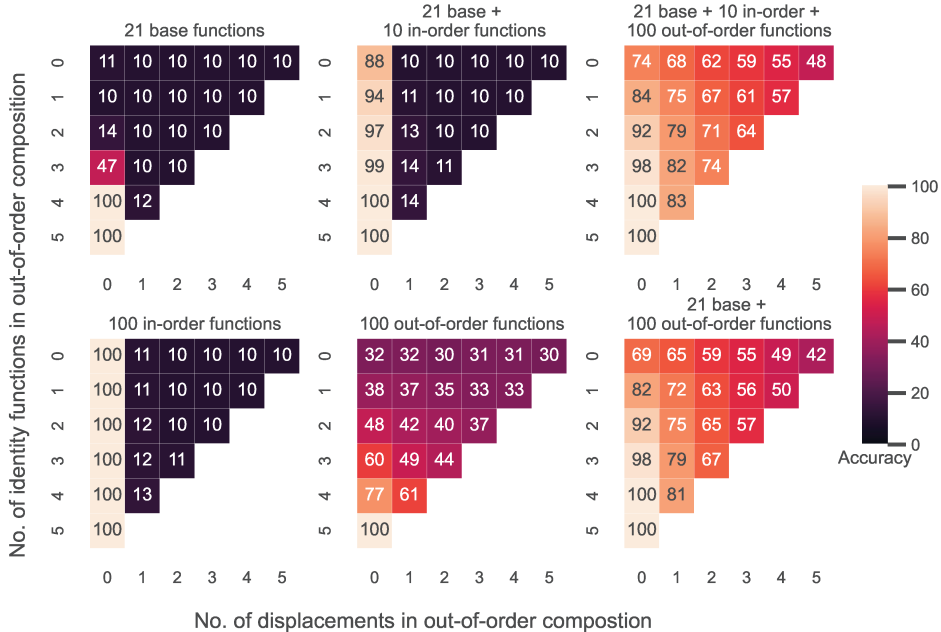 21 base functions
21 base +
10 in-order functions
21 base + 10 in-order +
100 out-of-order functions
0 11 10 10 10 10 10
1 10 10 10 10 10
2 14 10 10 10
3 47 10 10
4 100 12
5 100
0 1 2 3 4 5
0 88 10 10 10 10 10
1 94 11 10 10 10
2 97 13 10 10
3 99 14 11
4 100 14
5 100
0 1 2 3 4 5
0 74 68 62 59 55 48
1 84 75 67 61 57
2 92 79 71 64
3 98 82 74
4 100 83
5 100
0 1 2 3 4 5
100 in-order functions
100 out-of-order functions
21 base +
100 out-of-order functions
0 100 11 10 10 10 10
1 100 11 10 10 10
2 100 12 10 10
3 100 12 11
4 100 13
5 100
0 1 2 3 4 5
0 32 32 30 31 31 30
1 38 37 35 33 33
2 48 42 40 37
3 60 49 44
4 77 61
5 100
0 1 2 3 4 5
0 69 65 59 55 49 42
1 82 72 63 56 50
2 92 75 65 57
3 98 79 67
4 100 81
5 100
0 1 2 3 4 5
100
80
60
40
20
0
Accuracy
No. of identity functions in out-of-order composition
No. of displacements in out-of-order compostion